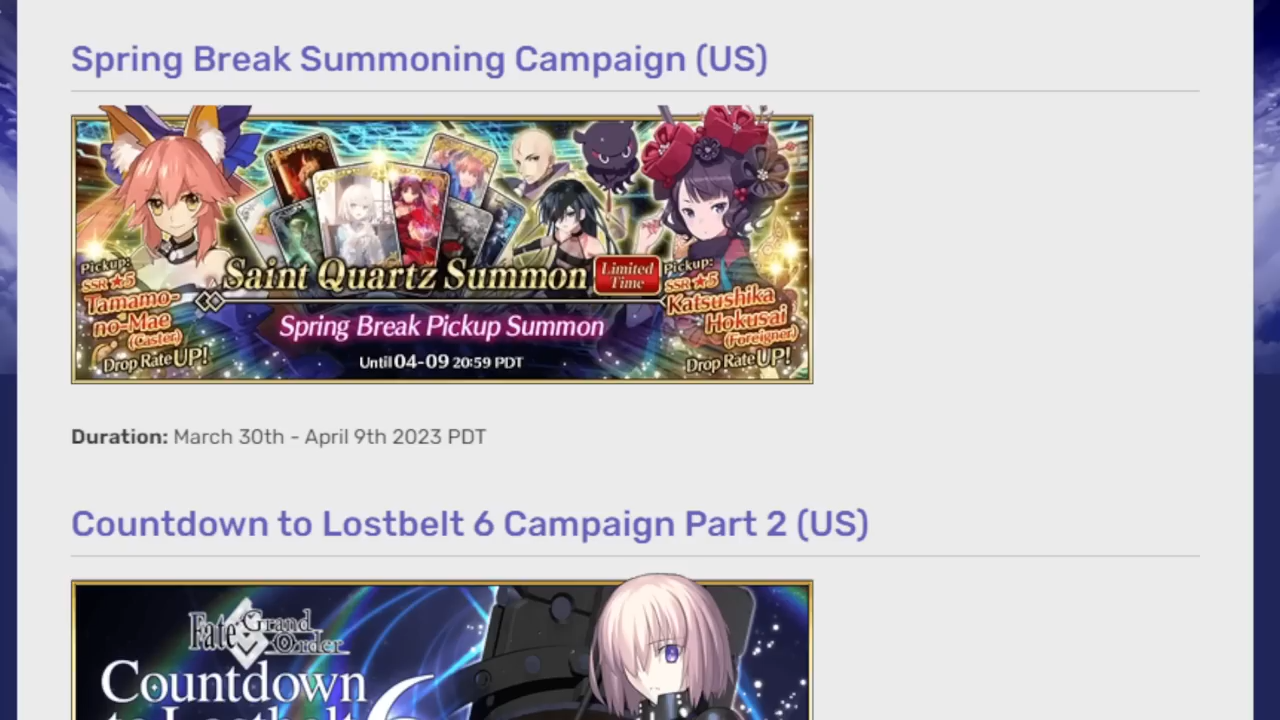 Spring Break Summoning Campaign (US)
Pickup:
SSR ★5
Tamamo-
no-Mae
(Caster)
Drop Rate UP!
Saint Quartz Summon
Limited
Time
Spring Break Pickup Summon
Until 04-09 20:59 PDT
Pickup:
SSR ★5
Katsushika
Hokusai
(Foreigner)
Drop Rate UP!
Duration: March 30th - April 9th 2023 PDT
Countdown to Lostbelt 6 Campaign Part 2 (US)
Fate Grand
Order
Countdown
to Lostbelt 6